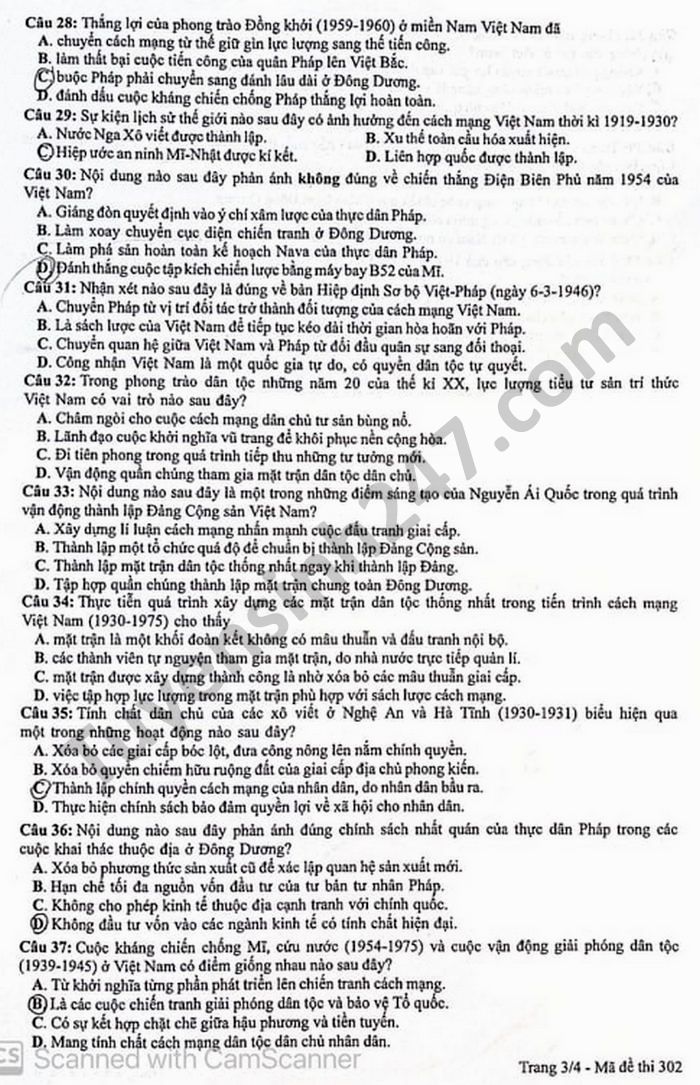 Câu 28: Thắng lợi của phong trào Đồng khởi (1959-1960) ở miền Nam Việt Nam đã
A. chuyển cách mạng từ thế giữ gìn lực lượng sang thế tiến công.
B. làm thất bại cuộc tiến công của quân Pháp lên Việt Bắc.
C. buộc Pháp phải chuyển sang đánh lâu dài ở Đông Dương.
D. đánh dấu cuộc kháng chiến chống Pháp thắng lợi hoàn toàn.
Câu 29: Sự kiện lịch sử thế giới nào sau đây có ảnh hưởng đến cách mạng Việt Nam thời kì 1919-1930?
A. Nước Nga Xô viết được thành lập. B. Xu thế toàn cầu hóa xuất hiện.
C. Hiệp ước an ninh Mĩ-Nhật được kí kết. D. Liên hợp quốc được thành lập.
Câu 30: Nội dung nào sau đây phản ánh không đúng về chiến thắng Điện Biên Phủ năm 1954 của
Việt Nam?
A. Giáng đòn quyết định vào ý chí xâm lược của thực dân Pháp.
B. Làm xoay chuyển cục diện chiến tranh ở Đông Dương.
C. Làm phá sản hoàn toàn kế hoạch Nava của thực dân Pháp.
D. Đánh thắng cuộc tập kích chiến lược bằng máy bay B52 của Mĩ.
Câu 31: Nhận xét nào sau đây là đúng về bản Hiệp định Sơ bộ Việt-Pháp (ngày 6-3-1946)?
A. Chuyển Pháp từ vị trí đối tác trở thành đối tượng của cách mạng Việt Nam.
B. Là sách lược của Việt Nam để tiếp tục kéo dài thời gian hòa hoãn với Pháp.
C. Chuyển quan hệ giữa Việt Nam và Pháp từ đối đầu quân sự sang đối thoại.
D. Công nhận Việt Nam là một quốc gia tự do, có quyền dân tộc tự quyết.
Câu 32: Trong phong trào dân tộc những năm 20 của thế kỉ XX, lực lượng tiểu tư sản trí thức
Việt Nam có vai trò nào sau đây?
A. Châm ngòi cho cuộc cách mạng dân chủ tư sản bùng nổ.
B. Lãnh đạo cuộc khởi nghĩa vũ trang để khôi phục nền cộng hòa.
C. Đi tiên phong trong quá trình tiếp thu những tư tưởng mới.
D. Vận động quần chúng tham gia mặt trận dân tộc dân chủ.
Câu 33: Nội dung nào sau đây là một trong những điểm sáng tạo của Nguyễn Ái Quốc trong quá trình
vận động thành lập Đảng Cộng sản Việt Nam?
A. Xây dựng lí luận cách mạng nhấn mạnh cuộc đấu tranh giai cấp.
B. Thành lập một tổ chức quá độ để chuẩn bị thành lập Đảng Cộng sản.
C. Thành lập mặt trận dân tộc thống nhất ngay khi thành lập Đảng.
D. Tập hợp quần chúng thành lập mặt trận chung toàn Đông Dương.
Câu 34: Thực tiễn quá trình xây dựng các mặt trận dân tộc thống nhất trong tiến trình cách mạng
Việt Nam (1930-1975) cho thấy
A. mặt trận là một khối đoàn kết không có mâu thuẫn và đấu tranh nội bộ.
B. các thành viên tự nguyện tham gia mặt trận, do nhà nước trực tiếp quản lí.
C. mặt trận được xây dựng thành công là nhờ xóa bỏ các mâu thuẫn giai cấp.
D. việc tập hợp lực lượng trong mặt trận phù hợp với sách lược cách mạng.
Câu 35: Tính chất dân chủ của các xô viết ở Nghệ An và Hà Tĩnh (1930-1931) biểu hiện qua
một trong những hoạt động nào sau đây?
A. Xóa bỏ các giai cấp bóc lột, đưa công nông lên nắm chính quyền.
B. Xóa bỏ quyền chiếm hữu ruộng đất của giai cấp địa chủ phong kiến.
C. Thành lập chính quyền cách mạng của nhân dân, do nhân dân bầu ra.
D. Thực hiện chính sách bảo đảm quyền lợi về xã hội cho nhân dân.
Câu 36: Nội dung nào sau đây phản ánh đúng chính sách nhất quán của thực dân Pháp trong các
cuộc khai thác thuộc địa ở Đông Dương?
A. Xóa bỏ phương thức sản xuất cũ để xác lập quan hệ sản xuất mới.
B. Hạn chế tối đa nguồn vốn đầu tư của tư bản tư nhân Pháp.
C. Không cho phép kinh tế thuộc địa cạnh tranh với chính quốc.
D. Không đầu tư vốn vào các ngành kinh tế có tính chất hiện đại.
Câu 37: Cuộc kháng chiến chống Mĩ, cứu nước (1954-1975) và cuộc vận động giải phóng dân tộc
(1939-1945) ở Việt Nam có điểm giống nhau nào sau đây?
A. Từ khởi nghĩa từng phần phát triển lên chiến tranh cách mạng.
B. Là các cuộc chiến tranh giải phóng dân tộc và bảo vệ Tổ quốc.
C. Có sự kết hợp chặt chẽ giữa hậu phương và tiền tuyến.
D. Mang tính chất cách mạng dân tộc dân chủ nhân dân.
CS Scanned with CamScanner
Trang 3/4 - Mã đề thi 302
Tuyensinh247.com